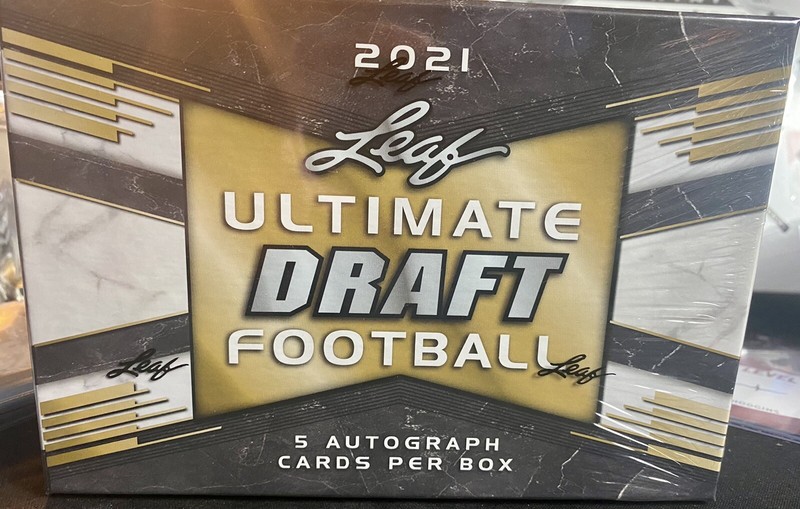 2021
Leaf
Leaf
ULTIMATE
DRAFT
FOOTBALL
Leaf
Leaf
5 AUTOGRAPH
CARDS PER BOX